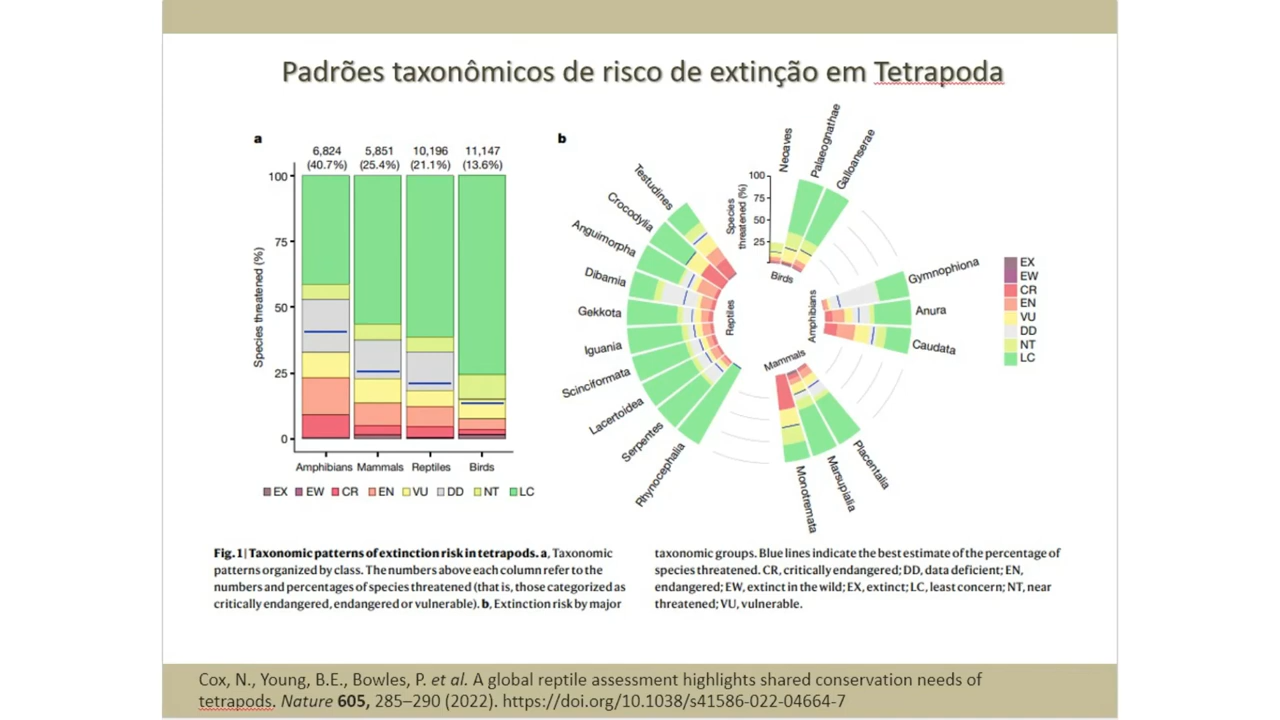 Padrões taxonômicos de risco de extinção em Tetrapoda
a
6,824 5,851 10,196 11,147
(40.7%) (25.4%) (21.1%) (13.6%)
Species threatened (%)
100
75
50
25
0
Amphibians Mammals Reptiles Birds
EX EW CR EN VU DD NT LC
b
Neoaves
Palaeognathae
Galloanserae
Species
threatened (%)
100
75
50
25
Birds
Testudines
Crocodylia
Anguimorpha
Dibamia
Gekkota
Iguania
Scinciformata
Lacertoidea
Serpentes
Rhynocephalia
Reptiles
Amphibians
Gymnophiona
Anura
Caudata
Mammals
Monotremata
Marsupialia
Placentalia
EX
EW
CR
EN
VU
DD
NT
LC
Fig. 1 | Taxonomic patterns of extinction risk in tetrapods. a, Taxonomic
patterns organized by class. The numbers above each column refer to the
numbers and percentages of species threatened (that is, those categorized as
critically endangered, endangered or vulnerable). b, Extinction risk by major
taxonomic groups. Blue lines indicate the best estimate of the percentage of
species threatened. CR, critically endangered; DD, data deficient; EN,
endangered; EW, extinct in the wild; EX, extinct; LC, least concern; NT, near
threatened; VU, vulnerable.
Cox, N., Young, B.E., Bowles, P. et al. A global reptile assessment highlights shared conservation needs of
tetrapods. Nature 605, 285–290 (2022). https://doi.org/10.1038/s41586-022-04664-7